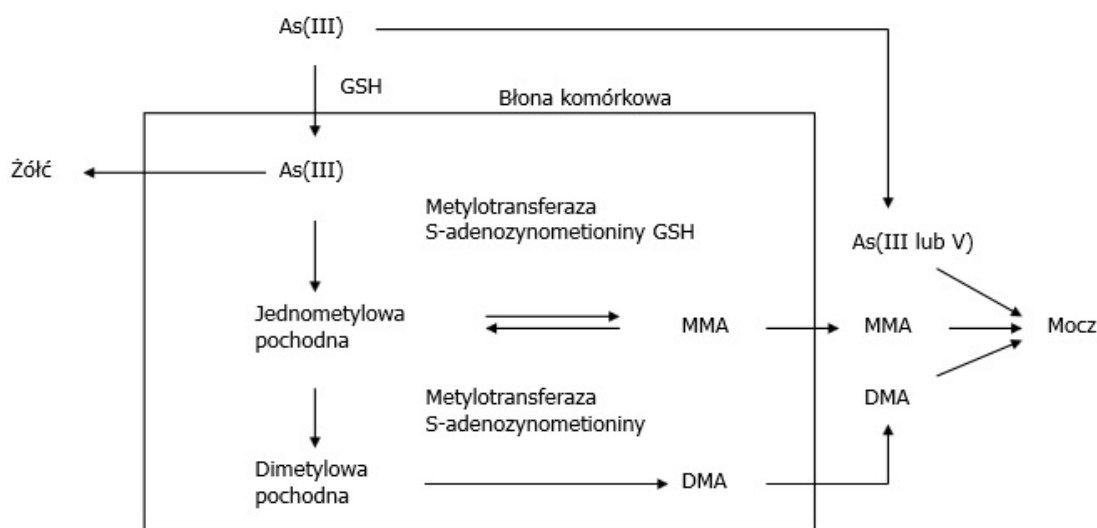 As(III)
GSH
Błona komórkowa
Żółć
As(III)
Metylotransferaza
S-adenozynometioniny GSH
As(III lub V)
Jednometylowa
pochodna
MMA
MMA
Mocz
Metylotransferaza
S-adenozynometioniny
DMA
Dimetylowa
pochodna
DMA